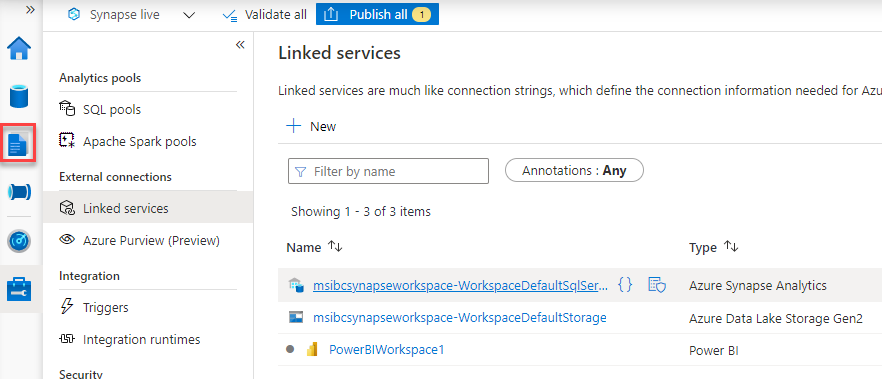 Synapse live
Validate all
Publish all 1
Analytics pools
SQL pools
Apache Spark pools
External connections
Linked services
Azure Purview (Preview)
Integration
Triggers
Integration runtimes
Security
Linked services
Linked services are much like connection strings, which define the connection information needed for Azu
New
Filter by name
Annotations : Any
Showing 1 - 3 of 3 items
Name Type
msibcsynapseworkspace-WorkspaceDefaultSqlSer... {} Azure Synapse Analytics
msibcsynapseworkspace-WorkspaceDefaultStorage Azure Data Lake Storage Gen2
PowerBIWorkspace1 Power BI